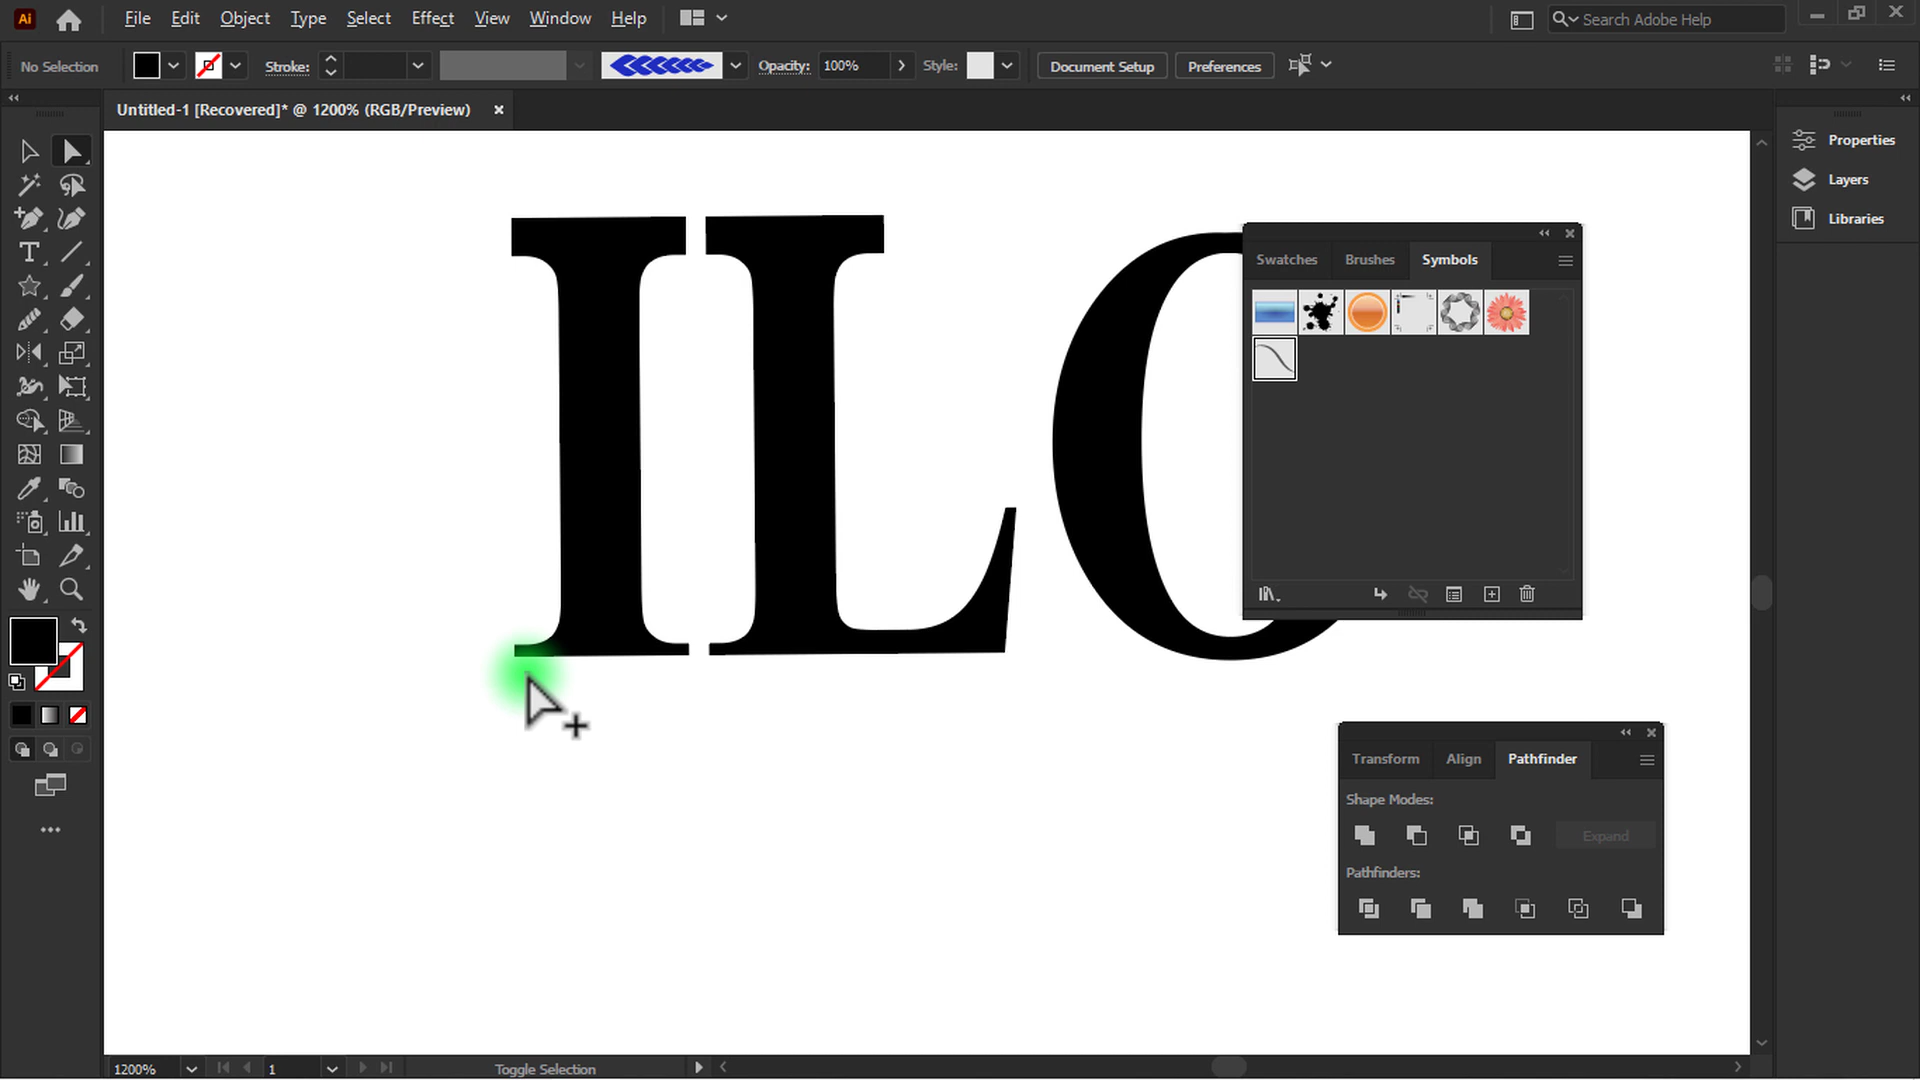 Ai File Edit Object Type Select Effect View Window Help Search Adobe Help
No Selection Stroke: Opacity: 100% Style: Document Setup Preferences
Untitled-1 [Recovered]* @ 1200% (RGB/Preview)
Properties
Layers
Libraries
IL
Swatches Brushes Symbols
Transform Align Pathfinder
Shape Modes:
Expand
Pathfinders:
1200% 1 Toggle Selection